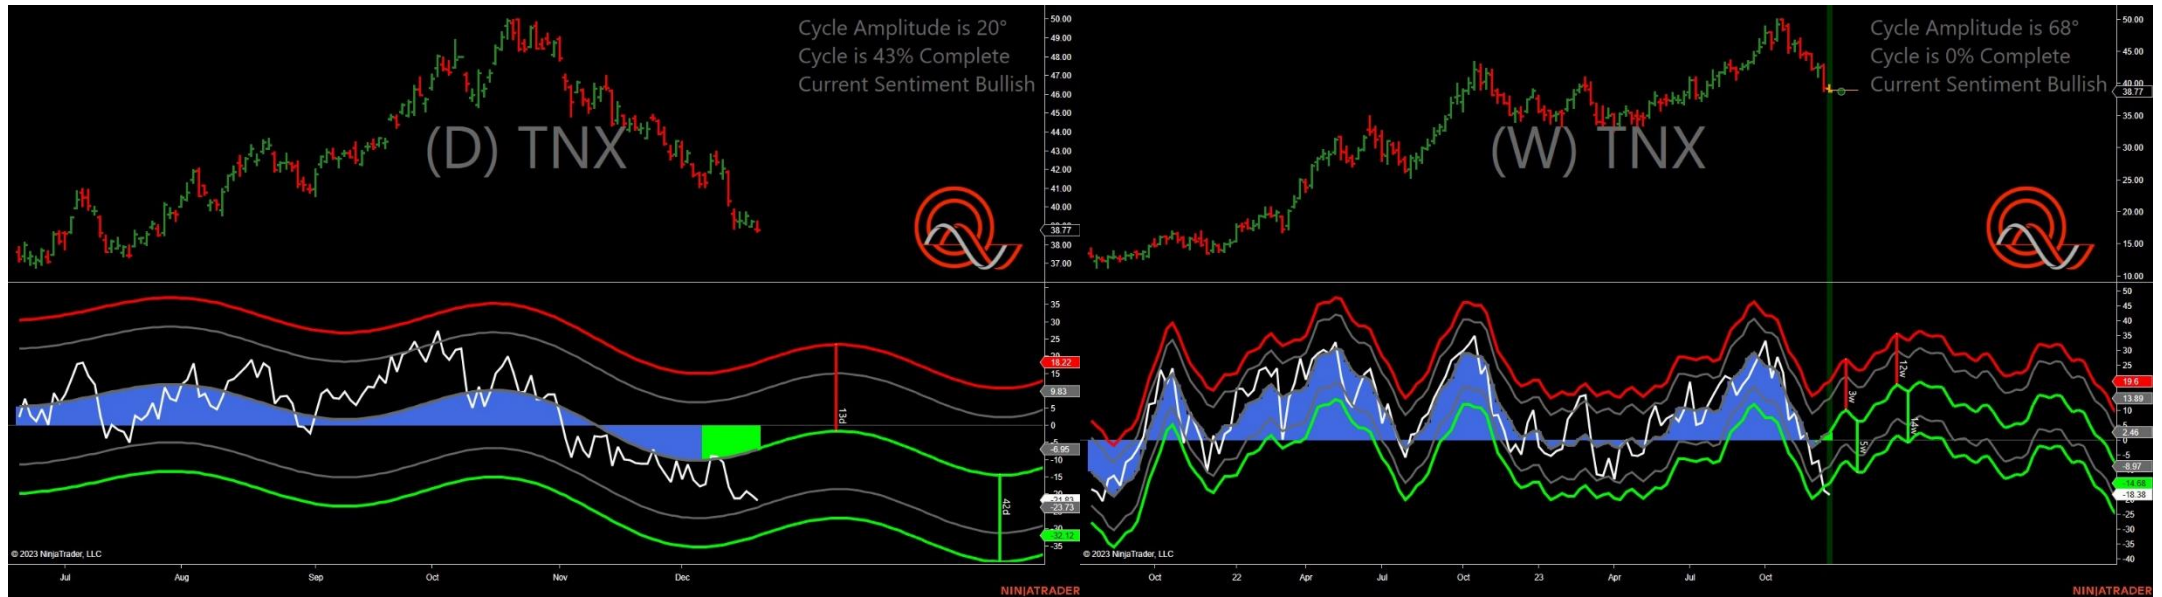 Cycle Amplitude is 20°
Cycle is 43% Complete
Current Sentiment Bullish
(D) TNX
50.00
49.00
48.00
47.00
46.00
45.00
44.00
43.00
42.00
41.00
40.00
38.77
38.00
37.00
35
30
25
18.22
15
9.83
5
0
-5
-6.95
-10
-15
-21.83
-23.73
-30
-32.12
-35
13d
42d
© 2023 NinjaTrader, LLC
Jul
Aug
Sep
Oct
Nov
Dec
NINJATRADER
Cycle Amplitude is 68°
Cycle is 0% Complete
Current Sentiment Bullish
(W) TNX
50.00
45.00
40.00
38.77
35.00
30.00
25.00
20.00
15.00
10.00
50
45
40
35
30
25
19.6
13.89
10
5
2.46
-5
-8.97
-14.68
-18.38
-25
-30
-35
-40
3w
5w
12w
14w
© 2023 NinjaTrader, LLC
Oct
22
Apr
Jul
Oct
23
Apr
Jul
Oct
NINJATRADER